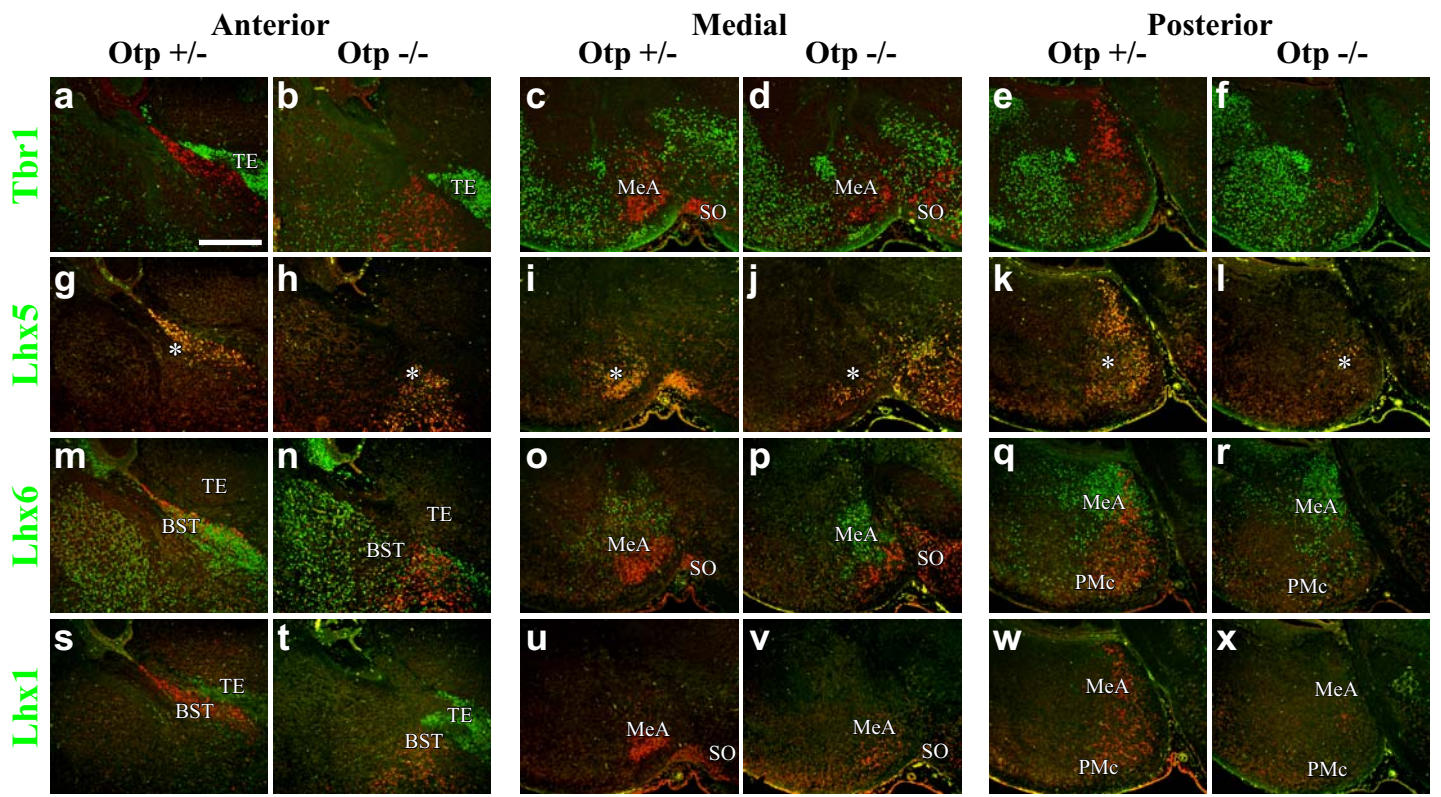 Anterior Medial Posterior
Otp +/- Otp -/- Otp +/- Otp -/- Otp +/- Otp -/-
Tbr1
a TE b TE c MeA SO d MeA SO e f
Lhx5
g * h * i * j * k * l *
Lhx6
m TE BST n TE BST o MeA SO p MeA SO q MeA PMc r MeA PMc
Lhx1
s TE BST t TE BST u MeA SO v MeA SO w MeA PMc x MeA PMc